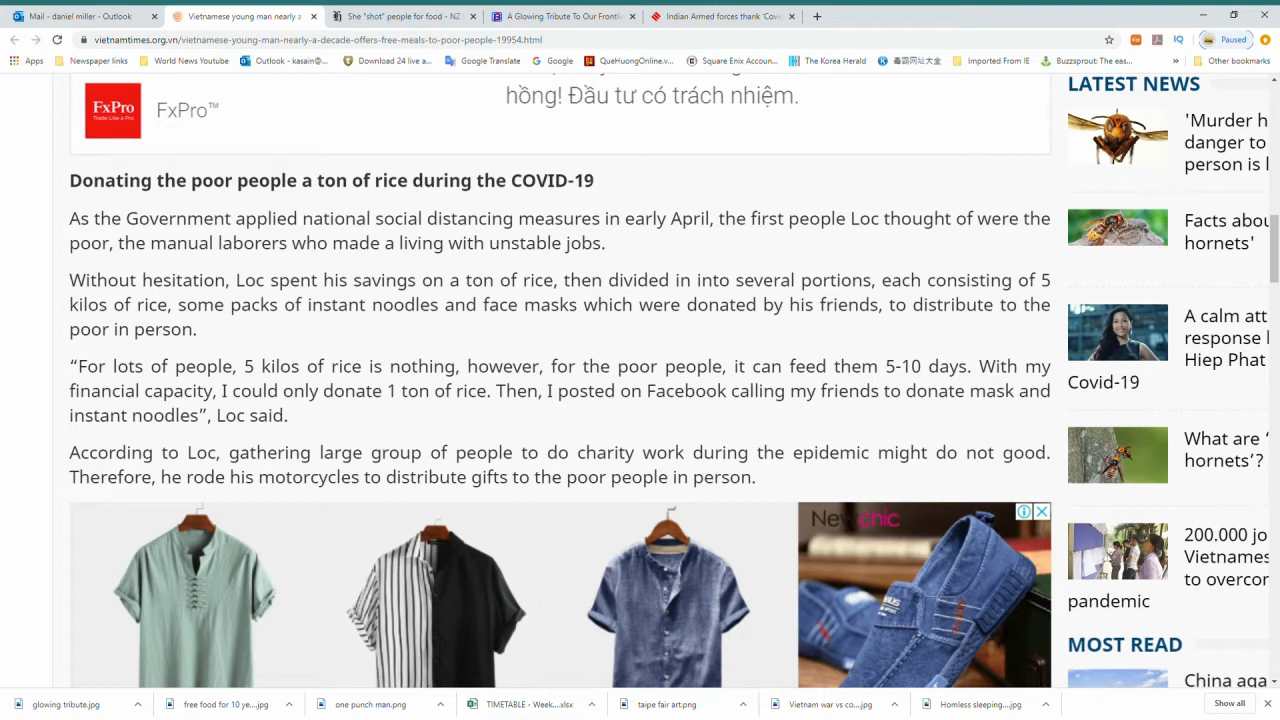 Mail - daniel miller - Outlook
Vietnamese young man nearly a
She "shot" people for food - NZ
A Glowing Tribute To Our Frontli
Indian Armed forces thank 'Covi
vietnamtimes.org.vn/vietnamese-young-man-nearly-a-decade-offers-free-meals-to-poor-people-19954.html
Paused
Apps
Newspaper links
World News Youtube
Outlook - kasain@...
Download 24 live a...
Google Translate
Google
QueHuongOnline.v...
Square Enix Accoun...
The Korea Herald
毒霸网址大全
Imported From IE
Buzzsprout: The eas...
»
Other bookmarks
hồng! Đầu tư có trách nhiệm.
FxPro
Trade Like a Pro
FxPro™
Donating the poor people a ton of rice during the COVID-19
As the Government applied national social distancing measures in early April, the first people Loc thought of were the
poor, the manual laborers who made a living with unstable jobs.
Without hesitation, Loc spent his savings on a ton of rice, then divided in into several portions, each consisting of 5
kilos of rice, some packs of instant noodles and face masks which were donated by his friends, to distribute to the
poor in person.
“For lots of people, 5 kilos of rice is nothing, however, for the poor people, it can feed them 5-10 days. With my
financial capacity, I could only donate 1 ton of rice. Then, I posted on Facebook calling my friends to donate mask and
instant noodles”, Loc said.
According to Loc, gathering large group of people to do charity work during the epidemic might do not good.
Therefore, he rode his motorcycles to distribute gifts to the poor people in person.
Newchic
LATEST NEWS
'Murder h
danger to
person is l
Facts abou
hornets'
A calm att
response l
Hiep Phat
Covid-19
What are ‘
hornets’?
200.000 jo
Vietnames
to overcor
pandemic
MOST READ
China aga
glowing tribute.jpg
free food for 10 ye....jpg
one punch man.png
TIMETABLE - Week....xlsx
taipe fair art.png
Vietnam war vs co....jpg
Homless sleeping....jpg
Show all